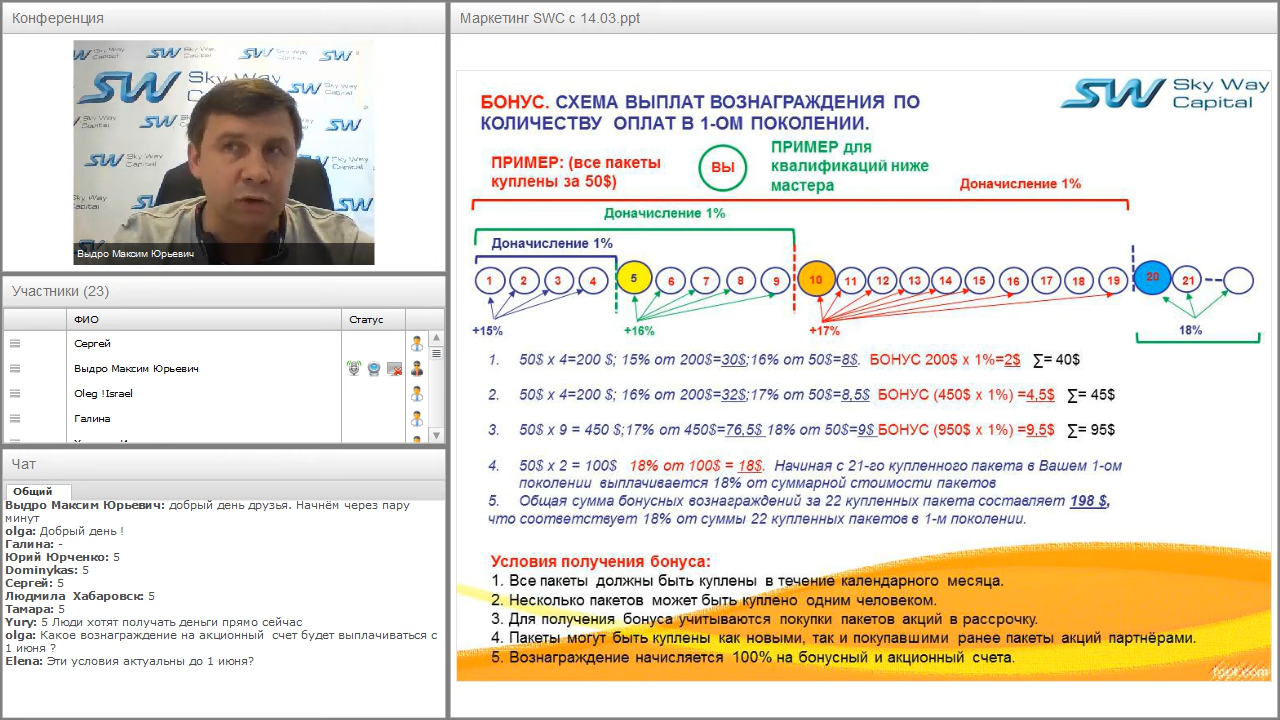 Конференция
Маркетинг SWC с 14.03.ppt
SW Sky Way
Capital
Выдро Максим Юрьевич
Участники (23)
ФИО
Статус
Сергей
Выдро Максим Юрьевич
Oleg !Israel
Галина
Чат
Общий
Выдро Максим Юрьевич: добрый день друзья. Начнём через пару
минут
olga: Добрый день !
Галина: -
Юрий Юрченко: 5
Dominykas: 5
Сергей: 5
Людмила Хабаровск: 5
Тамара: 5
Yury: 5 Люди хотят получать деньги прямо сейчас
olga: Какое вознаграждение на акционный счет будет выплачиваться с
1 июня ?
Elena: Эти условия актуальны до 1 июня?
SW Sky Way
Capital
БОНУС. СХЕМА ВЫПЛАТ ВОЗНАГРАЖДЕНИЯ ПО
КОЛИЧЕСТВУ ОПЛАТ В 1-ОМ ПОКОЛЕНИИ.
ПРИМЕР: (все пакеты
куплены за 50$)
ВЫ
ПРИМЕР для
квалификаций ниже
мастера
Доначисление 1%
Доначисление 1%
Доначисление 1%
1 2 3 4 5 6 7 8 9 10 11 12 13 14 15 16 17 18 19 20 21
+15% +16% +17% 18%
1. 50$ x 4=200 $; 15% от 200$=30$;16% от 50$=8$. БОНУС 200$ x 1%=2$ ∑= 40$
2. 50$ x 4=200 $; 16% от 200$=32$;17% от 50$=8,5$ БОНУС (450$ x 1%) =4,5$ ∑= 45$
3. 50$ x 9 = 450 $;17% от 450$=76,5$ 18% от 50$=9$ БОНУС (950$ x 1%) =9,5$ ∑= 95$
4. 50$ x 2 = 100$ 18% от 100$ = 18$. Начиная с 21-го купленного пакета в Вашем 1-ом
поколении выплачивается 18% от суммарной стоимости пакетов
5. Общая сумма бонусных вознаграждений за 22 купленных пакета составляет 198 $,
что соответствует 18% от суммы 22 купленных пакетов в 1-м поколении.
Условия получения бонуса:
1. Все пакеты должны быть куплены в течение календарного месяца.
2. Несколько пакетов может быть куплено одним человеком.
3. Для получения бонуса учитываются покупки пакетов акций в рассрочку.
4. Пакеты могут быть куплены как новыми, так и покупавшими ранее пакеты акций партнёрами.
5. Вознаграждение начисляется 100% на бонусный и акционный счета.
fppt.com